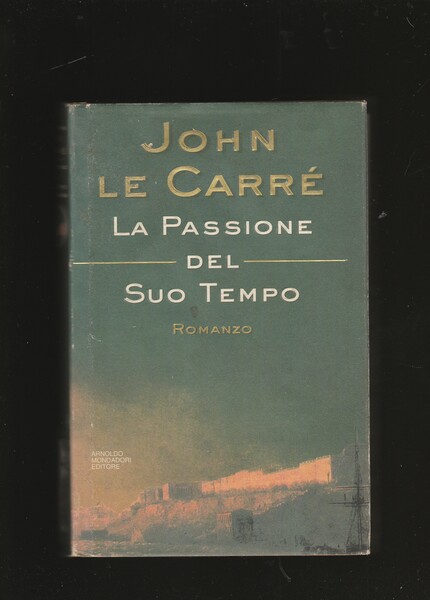 JOHN
LE CARRÉ
LA PASSIONE
DEL
SUO TEMPO
ROMANZO
ARNOLDO
MONDADORI
EDITORE